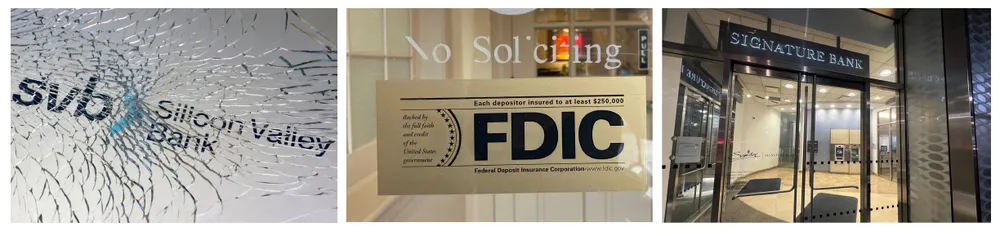 svb
Silicon Valley
Bank
No Soliciting
PULL
Each depositor insured to at least $250,000
Backed by
the full faith
and credit
of the
United States
government
FDIC
Federal Deposit Insurance Corporation • www.fdic.gov
SIGNATURE BANK